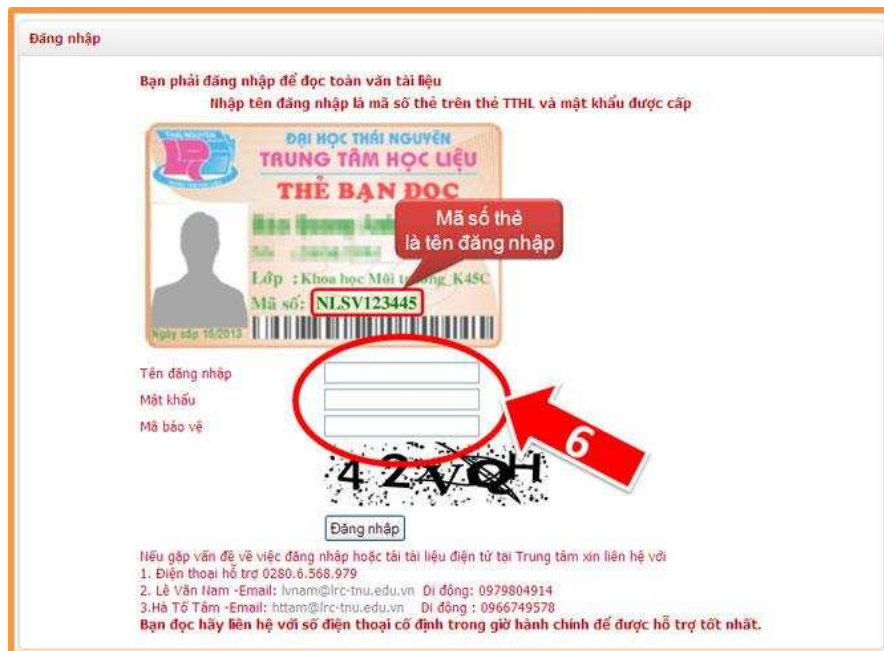 Đăng nhập
Bạn phải đăng nhập để đọc toàn văn tài liệu
Nhập tên đăng nhập là mã số thẻ trên thẻ TTHL và mật khẩu được cấp
THÁI NGUYÊN
ĐẠI HỌC THÁI NGUYÊN
TRUNG TÂM HỌC LIỆU
THẺ BẠN ĐỌC
Mã số thẻ
là tên đăng nhập
Lớp : Khoa học Môi trường_K45C
Mã số: NLSV123445
Ngày cấp 10/2013
Tên đăng nhập
Mật khẩu
Mã bảo vệ
6
42AVQH
Đăng nhập
Nếu gặp vấn đề về việc đăng nhập hoặc tải tài liệu điện tử tại Trung tâm xin liên hệ với
1. Điện thoại hỗ trợ 0280.6.568.979
2. Lê Văn Nam -Email: lvnam@lrc-tnu.edu.vn Di động: 0979804914
3.Hà Tố Tâm -Email: httam@lrc-tnu.edu.vn Di động : 0966749578
Bạn đọc hãy liên hệ với số điện thoại cố định trong giờ hành chính để được hỗ trợ tốt nhất.